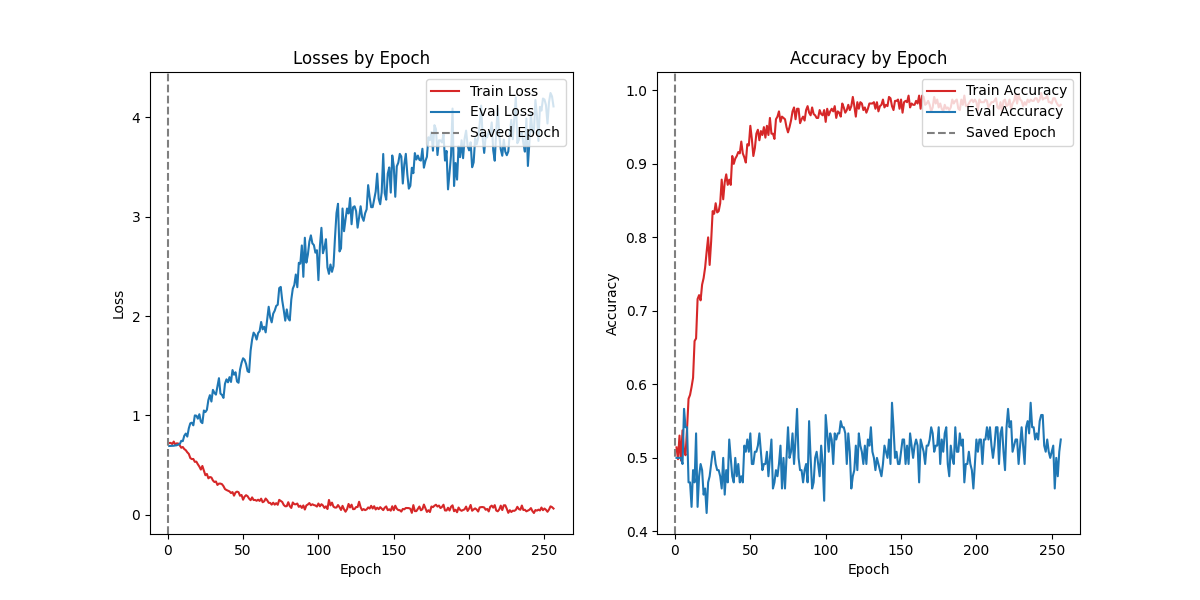 Losses by Epoch
Train Loss
Eval Loss
Saved Epoch
4
3
2
1
0
Loss
0 50 100 150 200 250
Epoch
Accuracy by Epoch
Train Accuracy
Eval Accuracy
Saved Epoch
1.0
0.9
0.8
0.7
0.6
0.5
0.4
Accuracy
0 50 100 150 200 250
Epoch